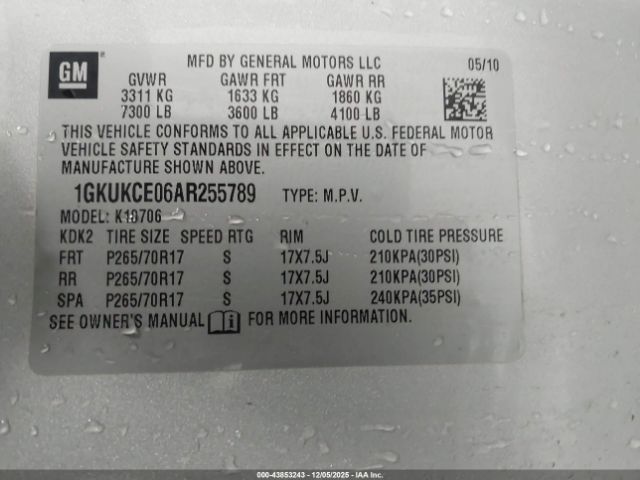 GM
MFD BY GENERAL MOTORS LLC 05/10
GVWR GAWR FRT GAWR RR
3311 KG 1633 KG 1860 KG
7300 LB 3600 LB 4100 LB
THIS VEHICLE CONFORMS TO ALL APPLICABLE U.S. FEDERAL MOTOR
VEHICLE SAFETY STANDARDS IN EFFECT ON THE DATE OF
MANUFACTURE SHOWN ABOVE.
1GKUKCE06AR255789 TYPE: M.P.V.
MODEL: K10706
KDK2 TIRE SIZE SPEED RTG RIM COLD TIRE PRESSURE
FRT P265/70R17 S 17X7.5J 210KPA(30PSI)
RR P265/70R17 S 17X7.5J 210KPA(30PSI)
SPA P265/70R17 S 17X7.5J 240KPA(35PSI)
SEE OWNER'S MANUAL i FOR MORE INFORMATION.
000-43853243 - 12/05/2025 - IAAI.COM